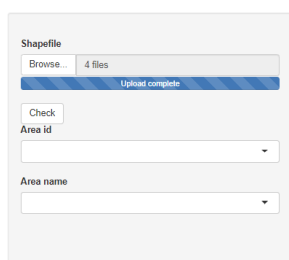 Shapefile
Browse... 4 files
Upload complete
Check
Area id
Area name